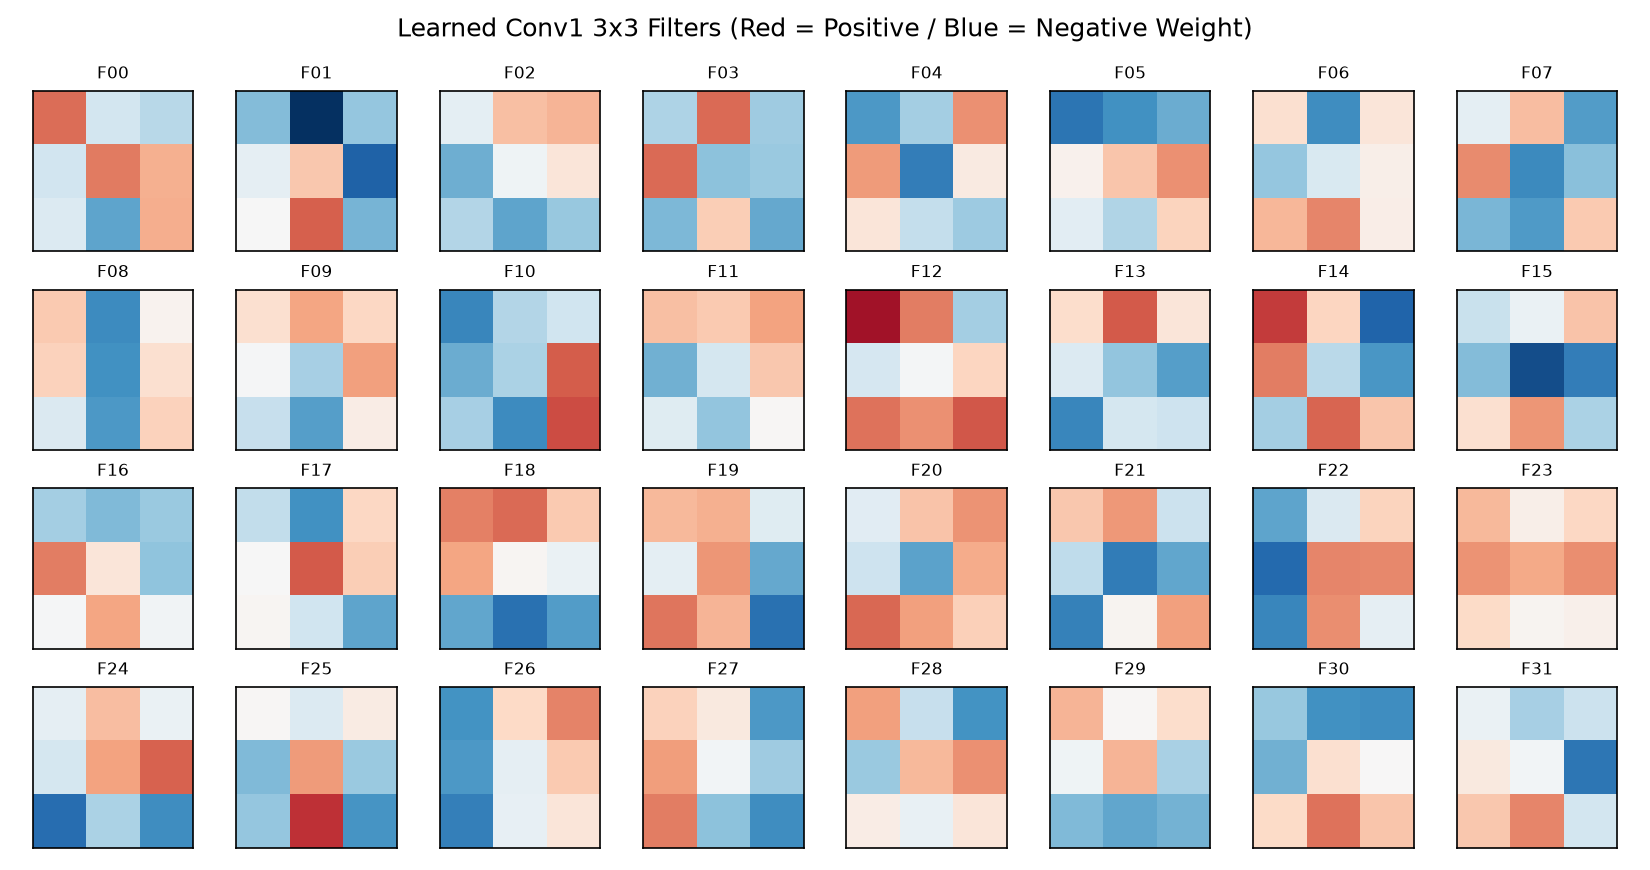 Learned Conv1 3x3 Filters (Red = Positive / Blue = Negative Weight)
F00 F01 F02 F03 F04 F05 F06 F07
F08 F09 F10 F11 F12 F13 F14 F15
F16 F17 F18 F19 F20 F21 F22 F23
F24 F25 F26 F27 F28 F29 F30 F31